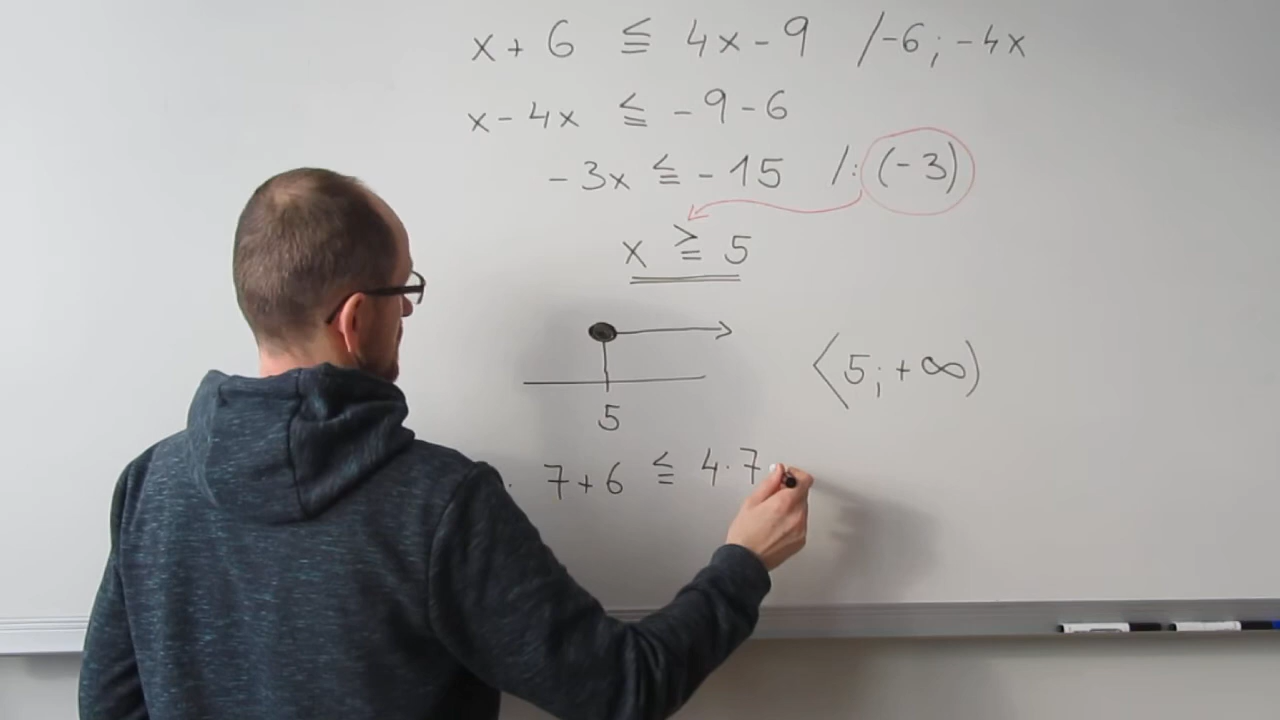 x + 6 ≦ 4x - 9 /-6; -4x
x - 4x ≦ -9 - 6
-3x ≦ -15 /: (-3)
x ≧ 5
5
⟨5; +∞)
7 + 6 ≦ 4·7